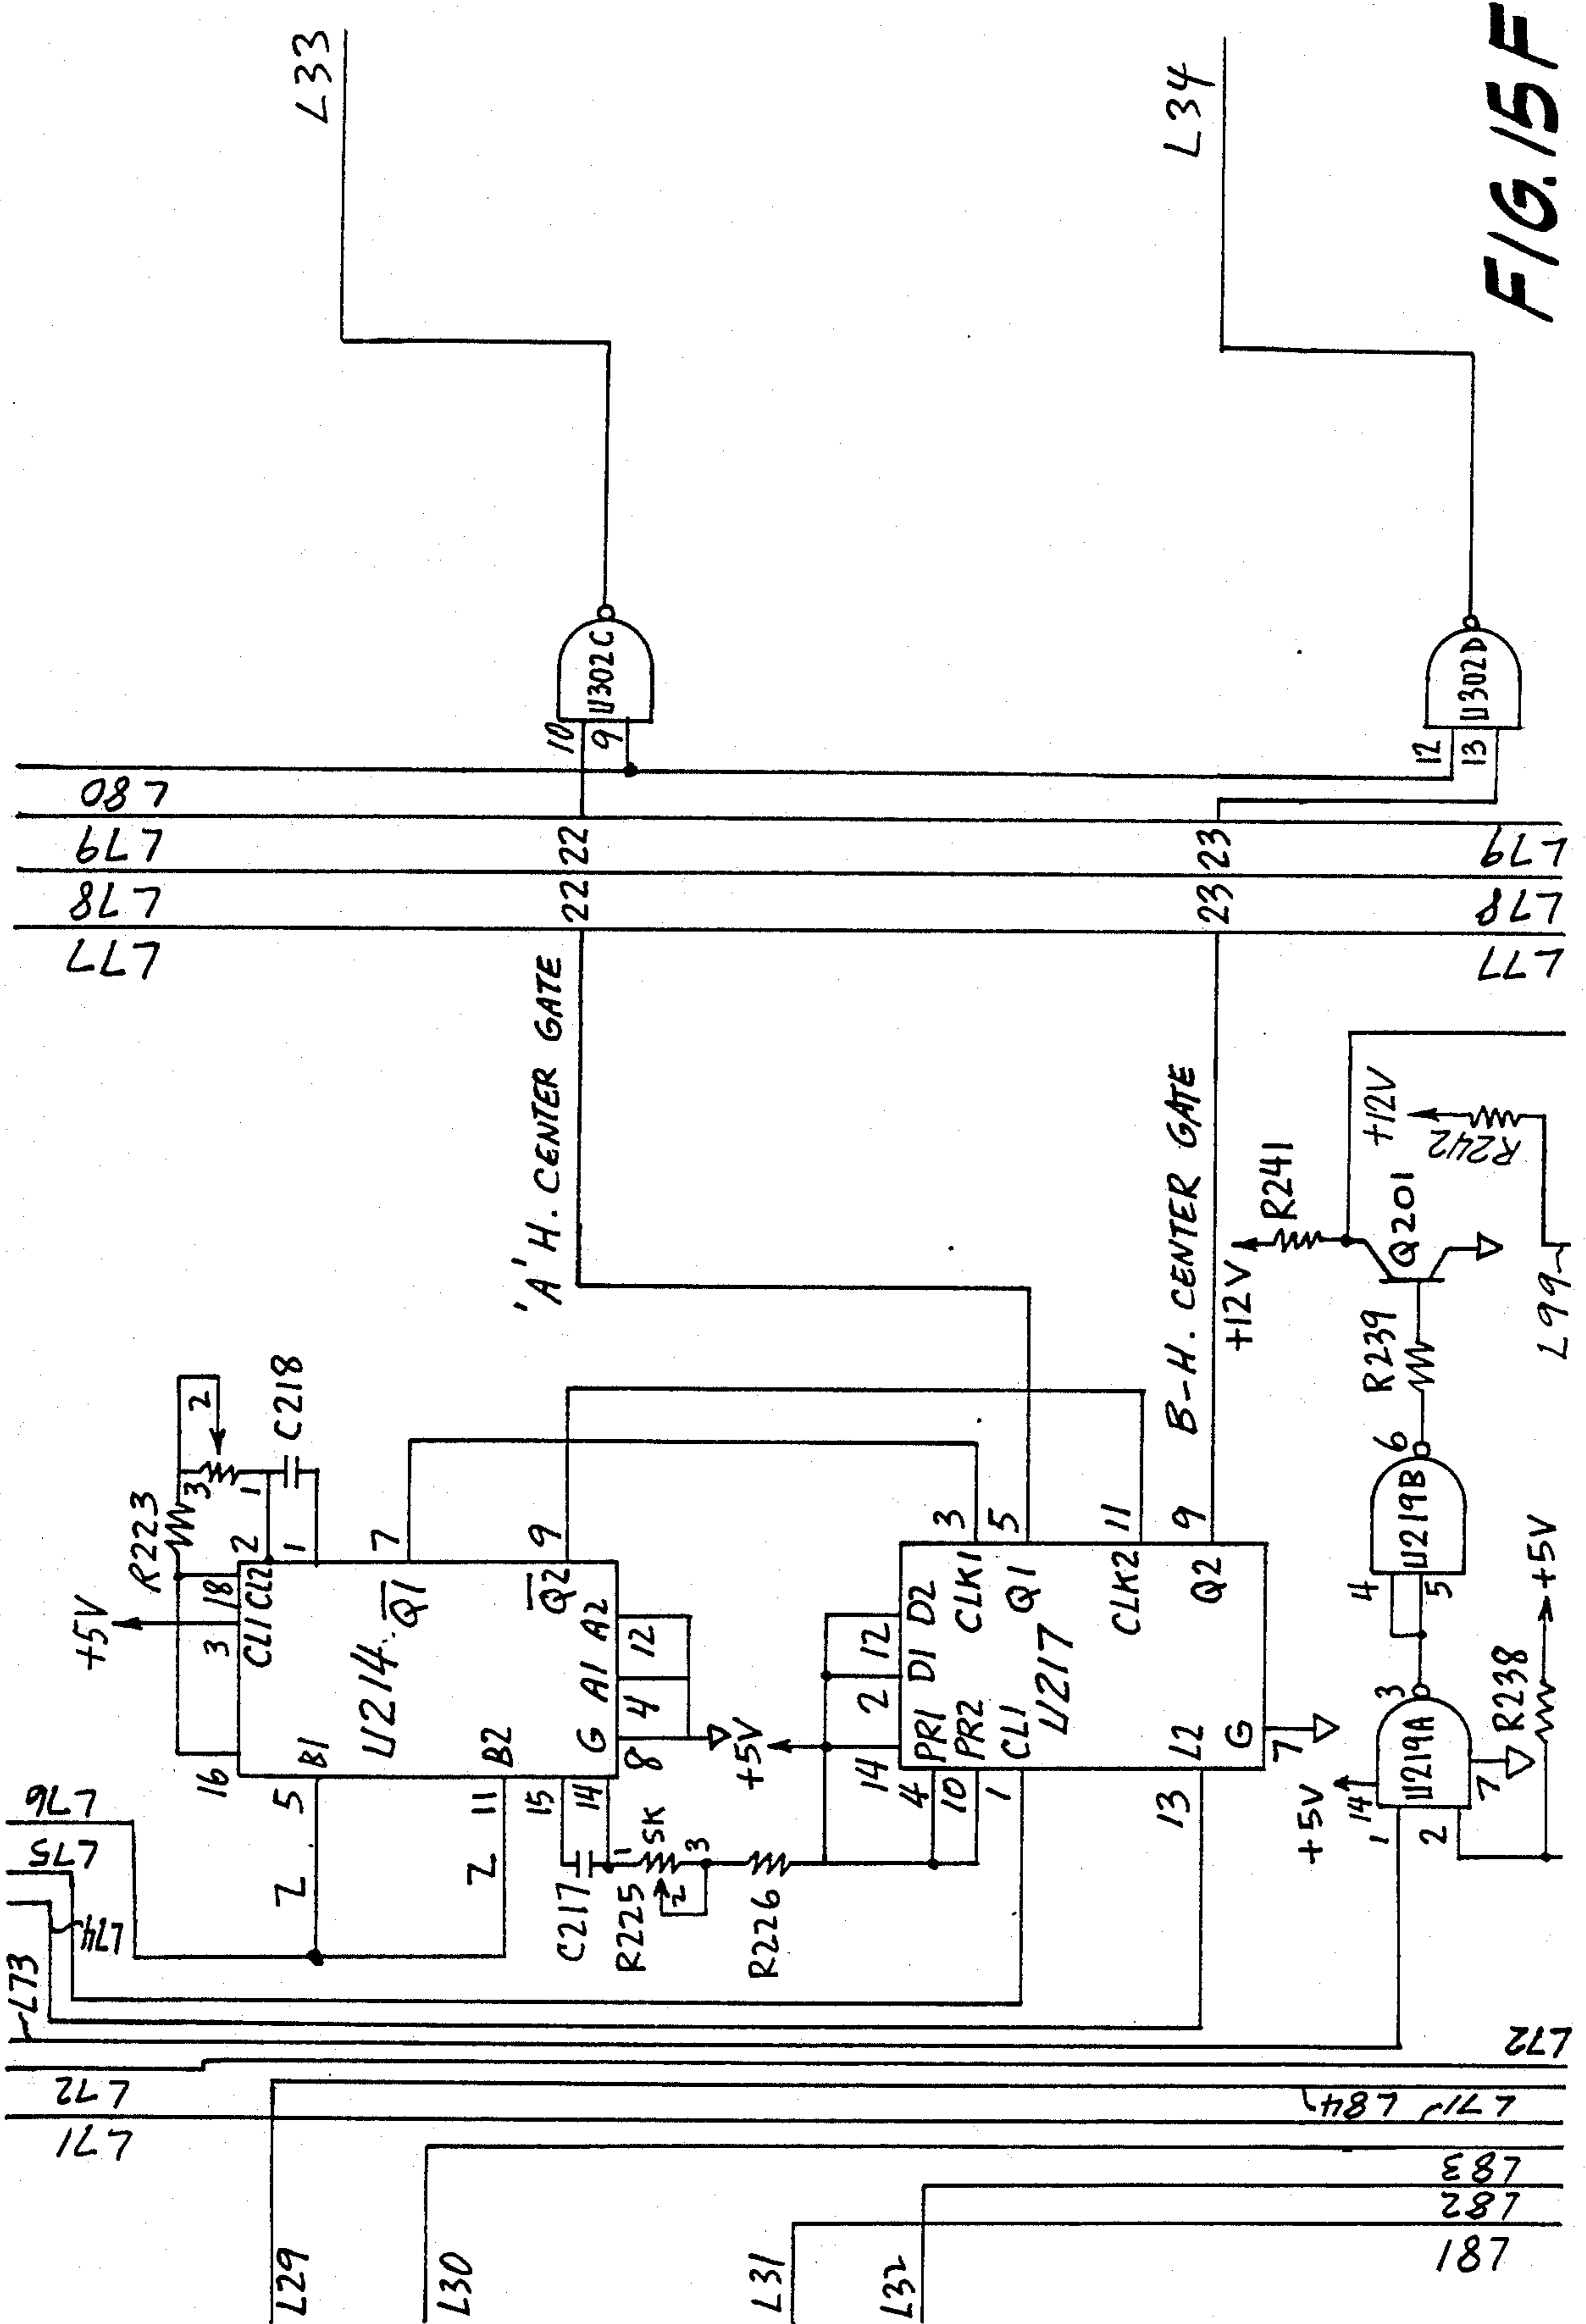 L33
L34
FIG. 15F
L80
L79
L78
L77
22
22
23
23
L79
L78
L77
10
9
U302C
12
13
U302D
'A' H. CENTER GATE
B-H. CENTER GATE
+5V
R223
3
2
1
C218
16
3
18
2
1
CL1
CL2
5
B1
U214
Q1
7
11
B2
Q2
9
15
14
G
A1
A2
8
4
12
Z
Z
C217
1
5K
R225
2
3
R226
+5V
14
2
12
D1
D2
4
PR1
10
PR2
1
CL1
CLK1
3
Q1
5
U217
CLK2
11
13
L2
Q2
9
G
7
+5V
14
1
2
U219A
3
7
R238
+5V
4
5
U219B
6
R239
+12V
R241
Q201
+12V
R242
L99
L76
L75
L74
L73
L72
L71
L72
L84
L71
L83
L82
L81
L29
L30
L31
L32